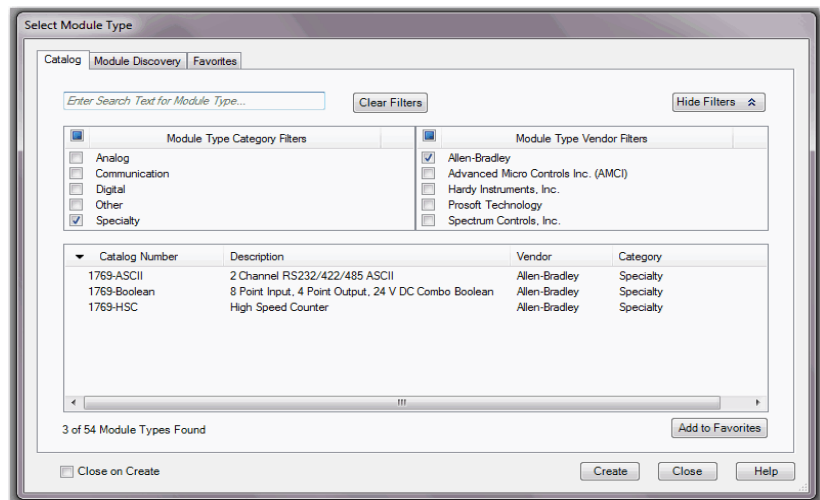 Select Module Type
Catalog Module Discovery Favorites
Enter Search Text for Module Type... Clear Filters Hide Filters
Module Type Category Filters Module Type Vendor Filters
Analog Allen-Bradley
Communication Advanced Micro Controls Inc. (AMCI)
Digital Hardy Instruments, Inc.
Other Prosoft Technology
Specialty Spectrum Controls, Inc.
Catalog Number Description Vendor Category
1769-ASCII 2 Channel RS232/422/485 ASCII Allen-Bradley Specialty
1769-Boolean 8 Point Input, 4 Point Output, 24 V DC Combo Boolean Allen-Bradley Specialty
1769-HSC High Speed Counter Allen-Bradley Specialty
3 of 54 Module Types Found Add to Favorites
Close on Create Create Close Help